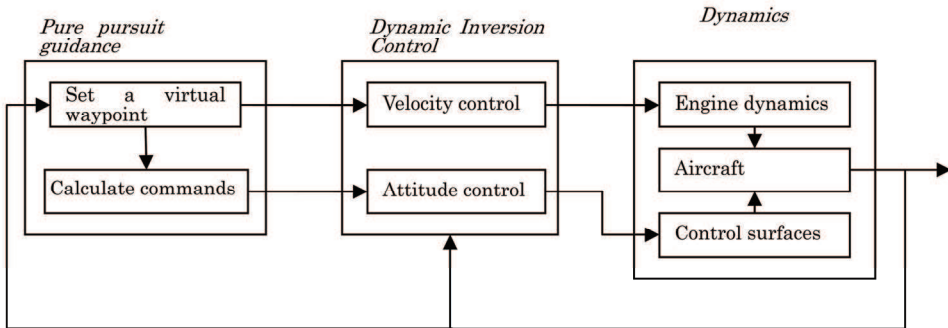 Pure pursuit
guidance
Set a virtual
waypoint
Calculate commands
Dynamic Inversion
Control
Velocity control
Attitude control
Dynamics
Engine dynamics
Aircraft
Control surfaces